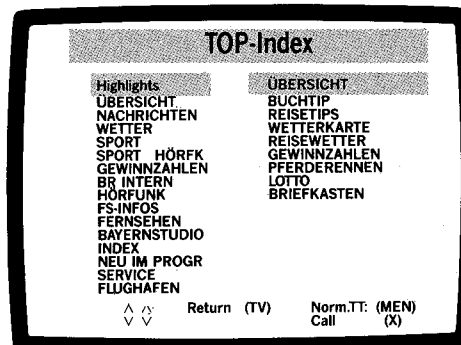 TOP-Index
Highlights
ÜBERSICHT
NACHRICHTEN
WETTER
SPORT
SPORT HÖRFK
GEWINNZAHLEN
BR INTERN
HÖRFUNK
FS-INFOS
FERNSEHEN
BAYERNSTUDIO
INDEX
NEU IM PROGR
SERVICE
FLUGHAFEN
ÜBERSICHT
BUCHTIP
REISETIPS
WETTERKARTE
REISEWETTER
GEWINNZAHLEN
PFERDERENNEN
LOTTO
BRIEFKASTEN
Return (TV) Norm.TT: (MEN)
Call (X)